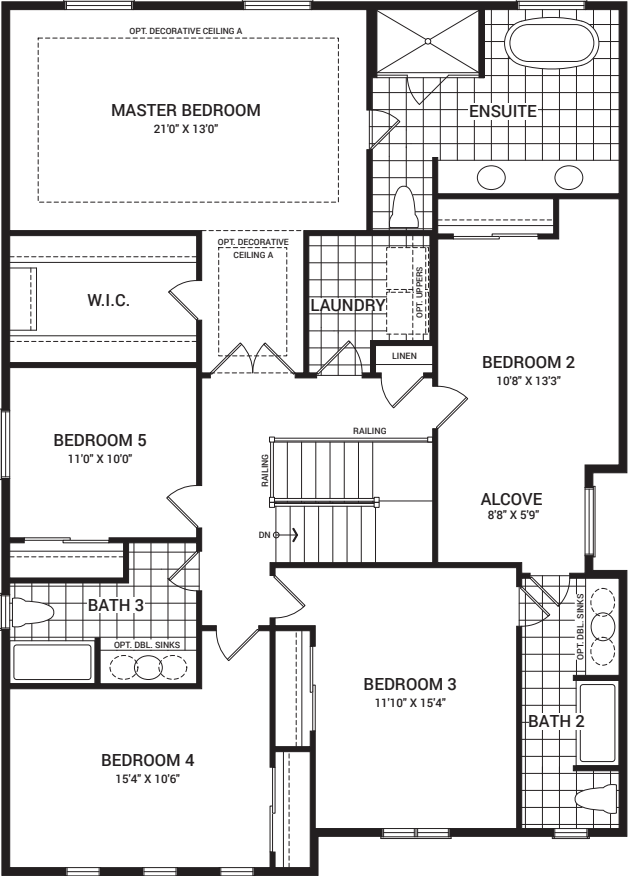 OPT. DECORATIVE CEILING A
MASTER BEDROOM
21'0" X 13'0"
ENSUITE
OPT. DECORATIVE
CEILING A
W.I.C.
LAUNDRY
OPT. UPPERS
LINEN
BEDROOM 2
10'8" X 13'3"
RAILING
BEDROOM 5
11'0" X 10'0"
RAILING
ALCOVE
8'8" X 5'9"
DN
BATH 3
OPT. DBL. SINKS
OPT. DBL. SINKS
BEDROOM 3
11'10" X 15'4"
BATH 2
BEDROOM 4
15'4" X 10'6"